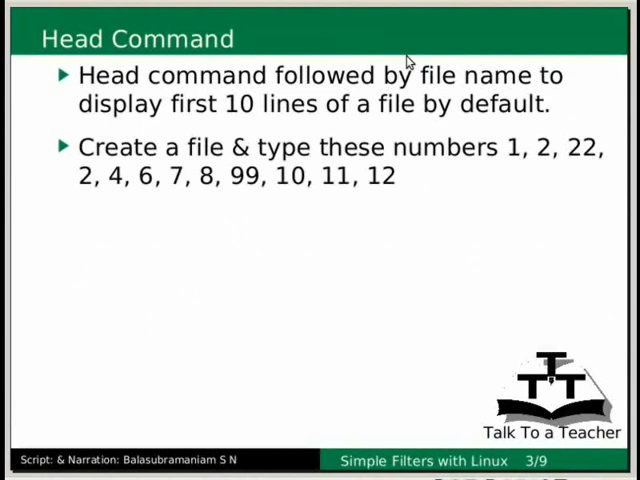 Head Command
Head command followed by file name to
display first 10 lines of a file by default.
Create a file & type these numbers 1, 2, 22,
2, 4, 6, 7, 8, 99, 10, 11, 12
T
T T
Talk To a Teacher
Script: & Narration: Balasubramaniam S N
Simple Filters with Linux 3/9